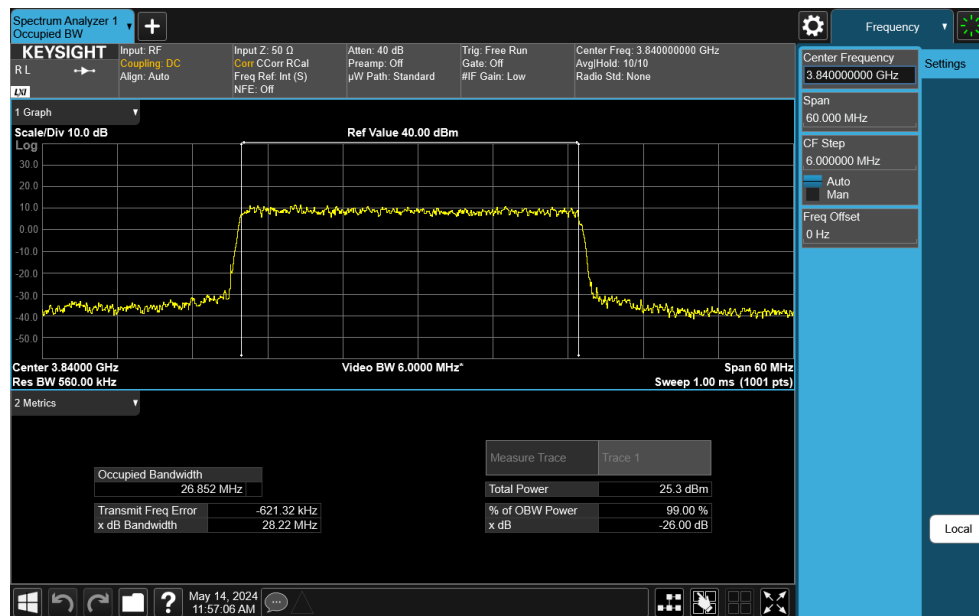 Spectrum Analyzer 1
Occupied BW
Frequency
KEYSIGHT
R L
LXI
Input: RF
Coupling: DC
Align: Auto
Input Z: 50 Ω
Corr CCorr RCal
Freq Ref: Int (S)
NFE: Off
Atten: 40 dB
Preamp: Off
µW Path: Standard
Trig: Free Run
Gate: Off
#IF Gain: Low
Center Freq: 3.840000000 GHz
Avg|Hold: 10/10
Radio Std: None
Center Frequency
3.840000000 GHz
Settings
Span
60.000 MHz
CF Step
6.000000 MHz
Auto
Man
Freq Offset
0 Hz
Local
1 Graph
Scale/Div 10.0 dB
Ref Value 40.00 dBm
Log
30.0
20.0
10.0
0.00
-10.0
-20.0
-30.0
-40.0
-50.0
Center 3.84000 GHz
Video BW 6.0000 MHz*
Span 60 MHz
Res BW 560.00 kHz
Sweep 1.00 ms (1001 pts)
2 Metrics
Measure Trace
Trace 1
Occupied Bandwidth
26.852 MHz
Total Power
25.3 dBm
Transmit Freq Error
-621.32 kHz
% of OBW Power
99.00 %
x dB Bandwidth
28.22 MHz
x dB
-26.00 dB
May 14, 2024
11:57:06 AM